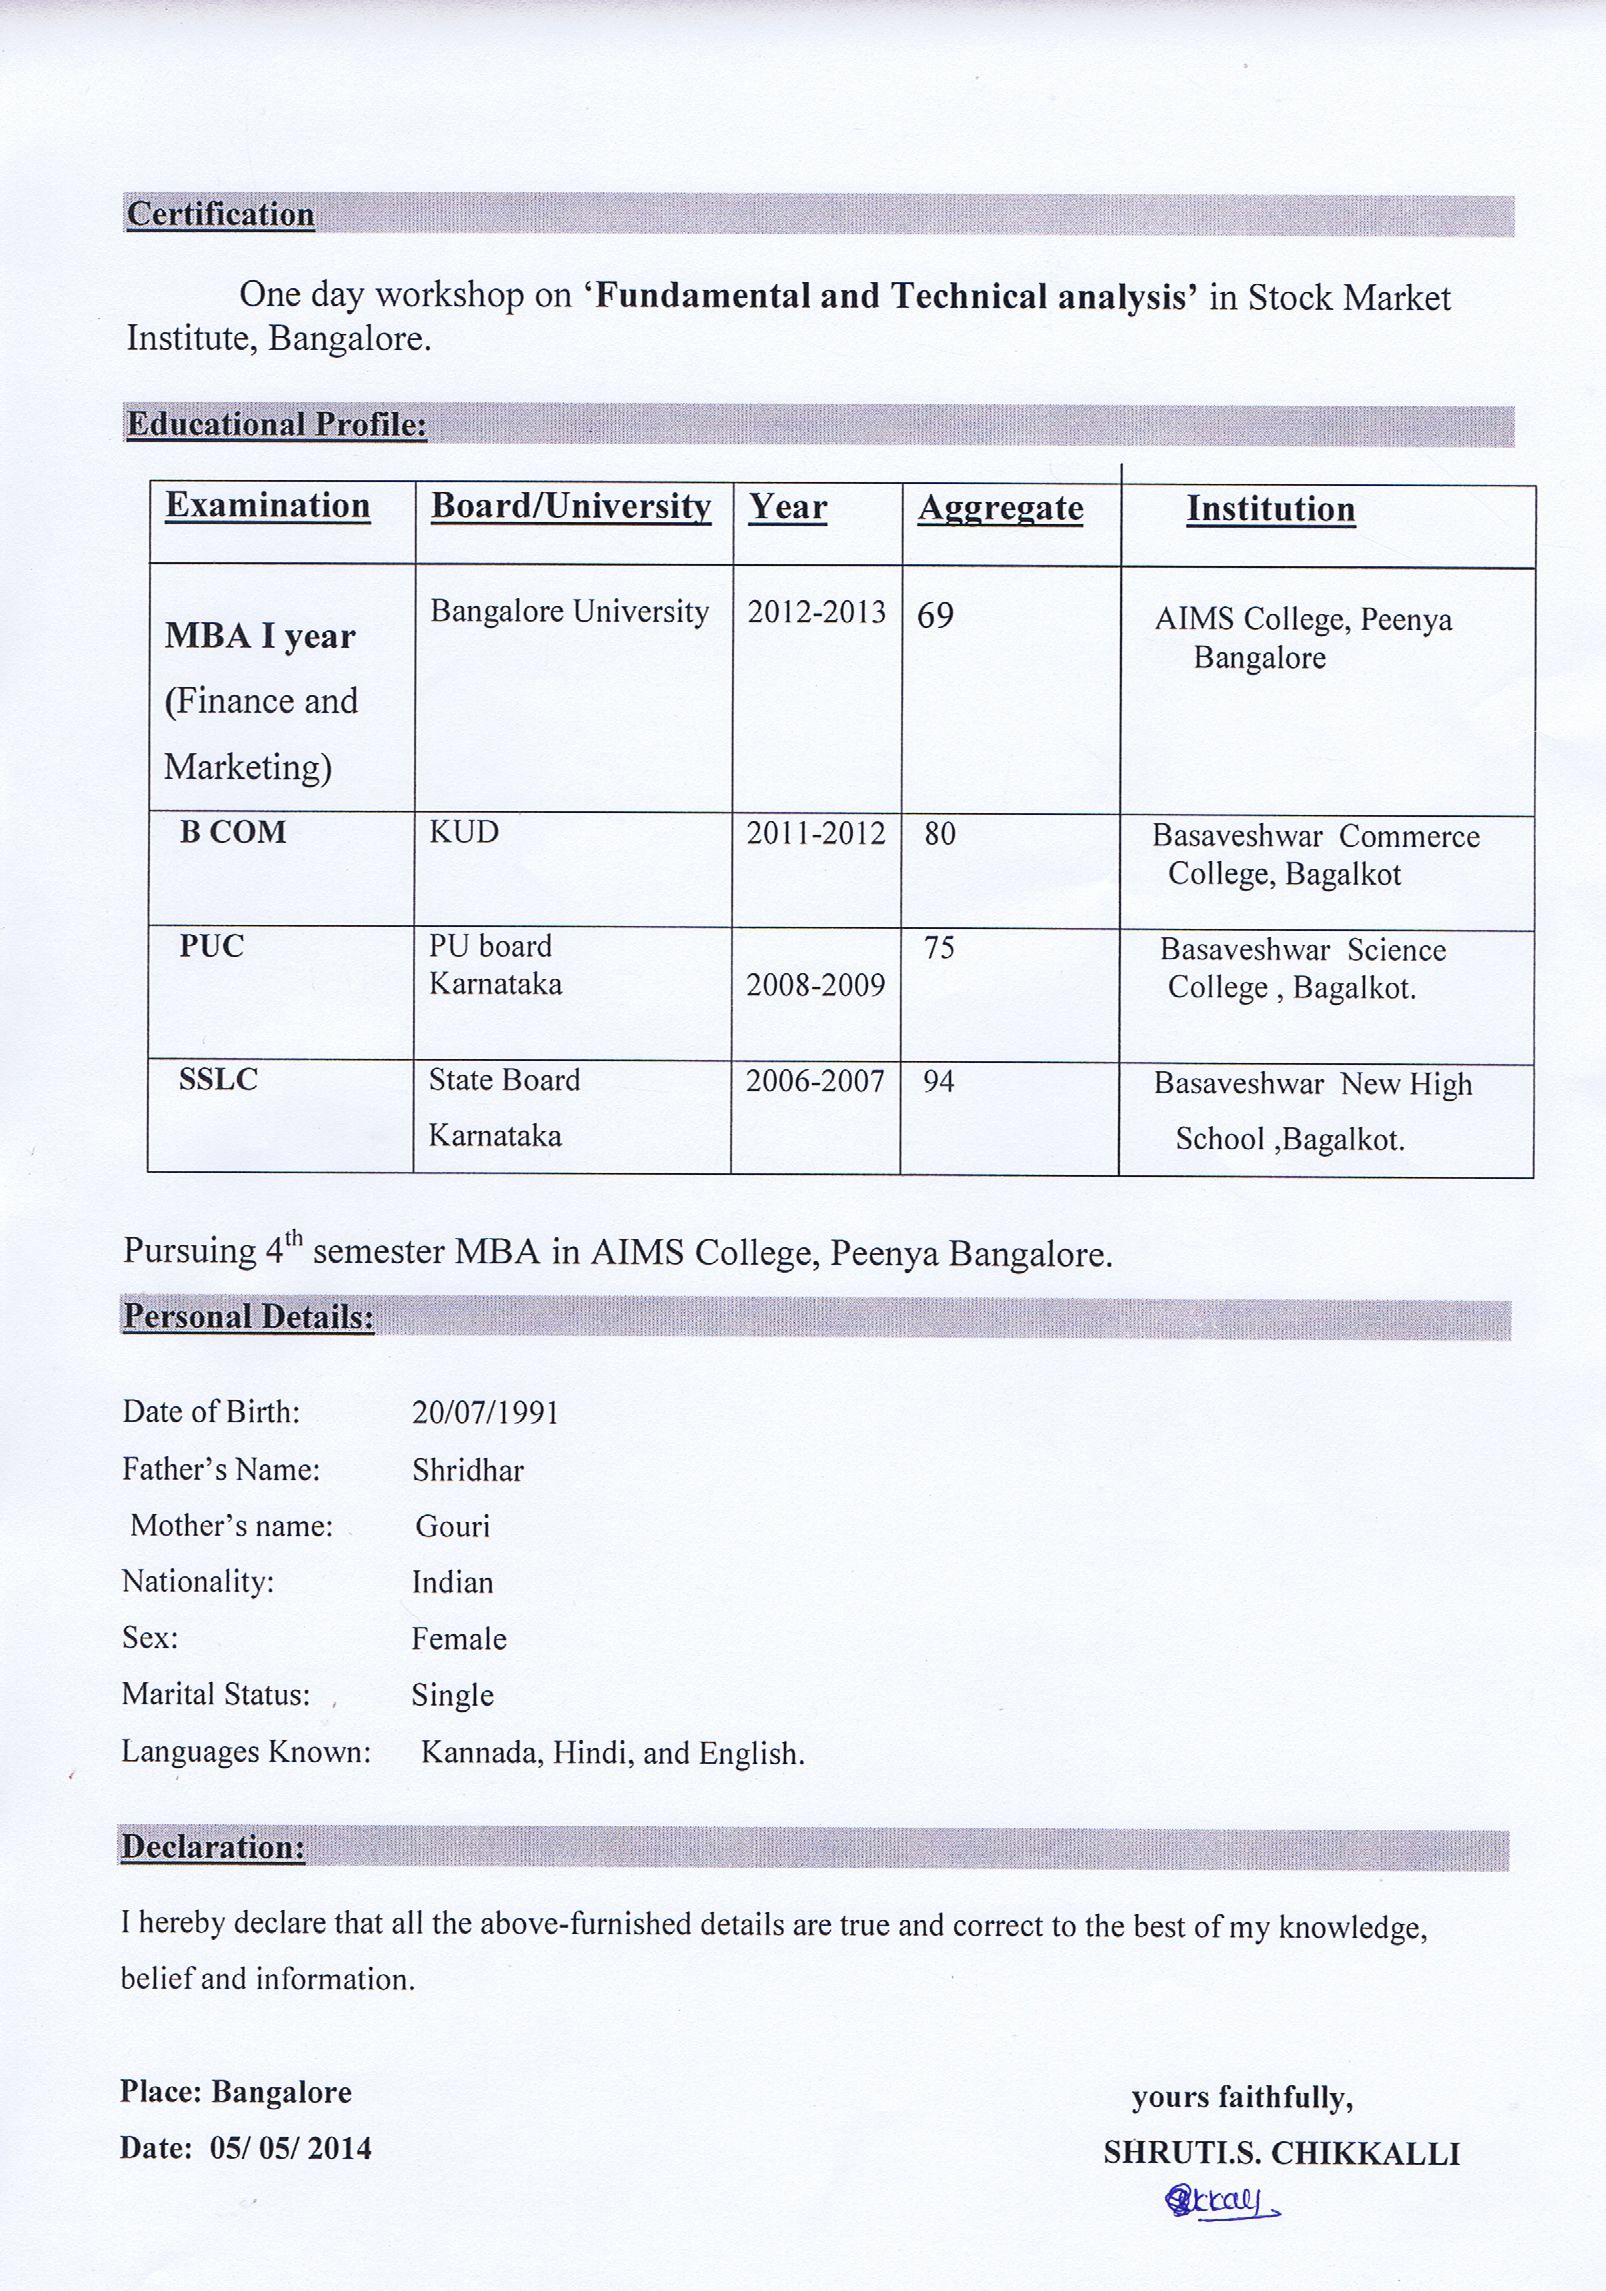 Certification
One day workshop on ‘Fundamental and Technical analysis’ in Stock Market
Institute, Bangalore.
Educational Profile:
Examination Board/University Year Aggregate Institution
MBA I year
(Finance and
Marketing)
Bangalore University
2012-2013
69
AIMS College, Peenya
Bangalore
B COM
KUD
2011-2012
80
Basaveshwar Commerce
College, Bagalkot
PUC
PU board
Karnataka
2008-2009
75
Basaveshwar Science
College , Bagalkot.
SSLC
State Board
Karnataka
2006-2007
94
Basaveshwar New High
School ,Bagalkot.
Pursuing 4th semester MBA in AIMS College, Peenya Bangalore.
Personal Details:
Date of Birth: 20/07/1991
Father’s Name: Shridhar
Mother’s name: Gouri
Nationality: Indian
Sex: Female
Marital Status: Single
Languages Known: Kannada, Hindi, and English.
Declaration:
I hereby declare that all the above-furnished details are true and correct to the best of my knowledge,
belief and information.
Place: Bangalore
yours faithfully,
Date: 05/ 05/ 2014
SHRUTI.S. CHIKKALLI